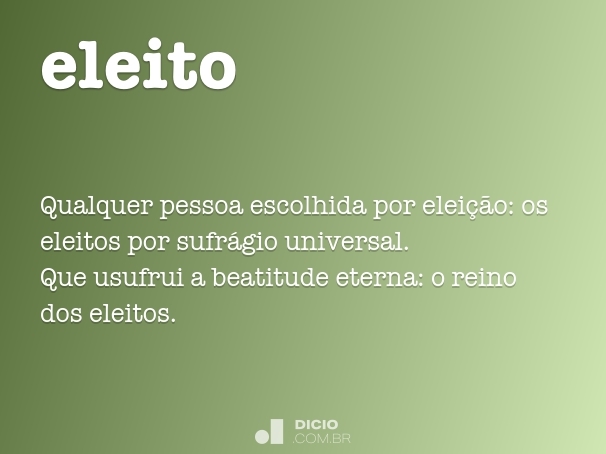 eleito
Qualquer pessoa escolhida por eleição: os
eleitos por sufrágio universal.
Que usufrui a beatitude eterna: o reino
dos eleitos.
DICIO
.COM.BR